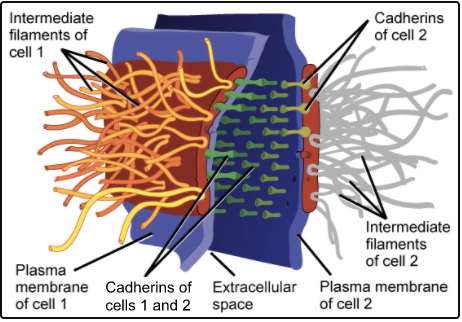 Intermediate
filaments of
cell 1
Cadherins
of cell 2
Intermediate
filaments
of cell 2
Plasma
membrane
of cell 1
Cadherins of
cells 1 and 2
Extracellular
space
Plasma membrane
of cell 2